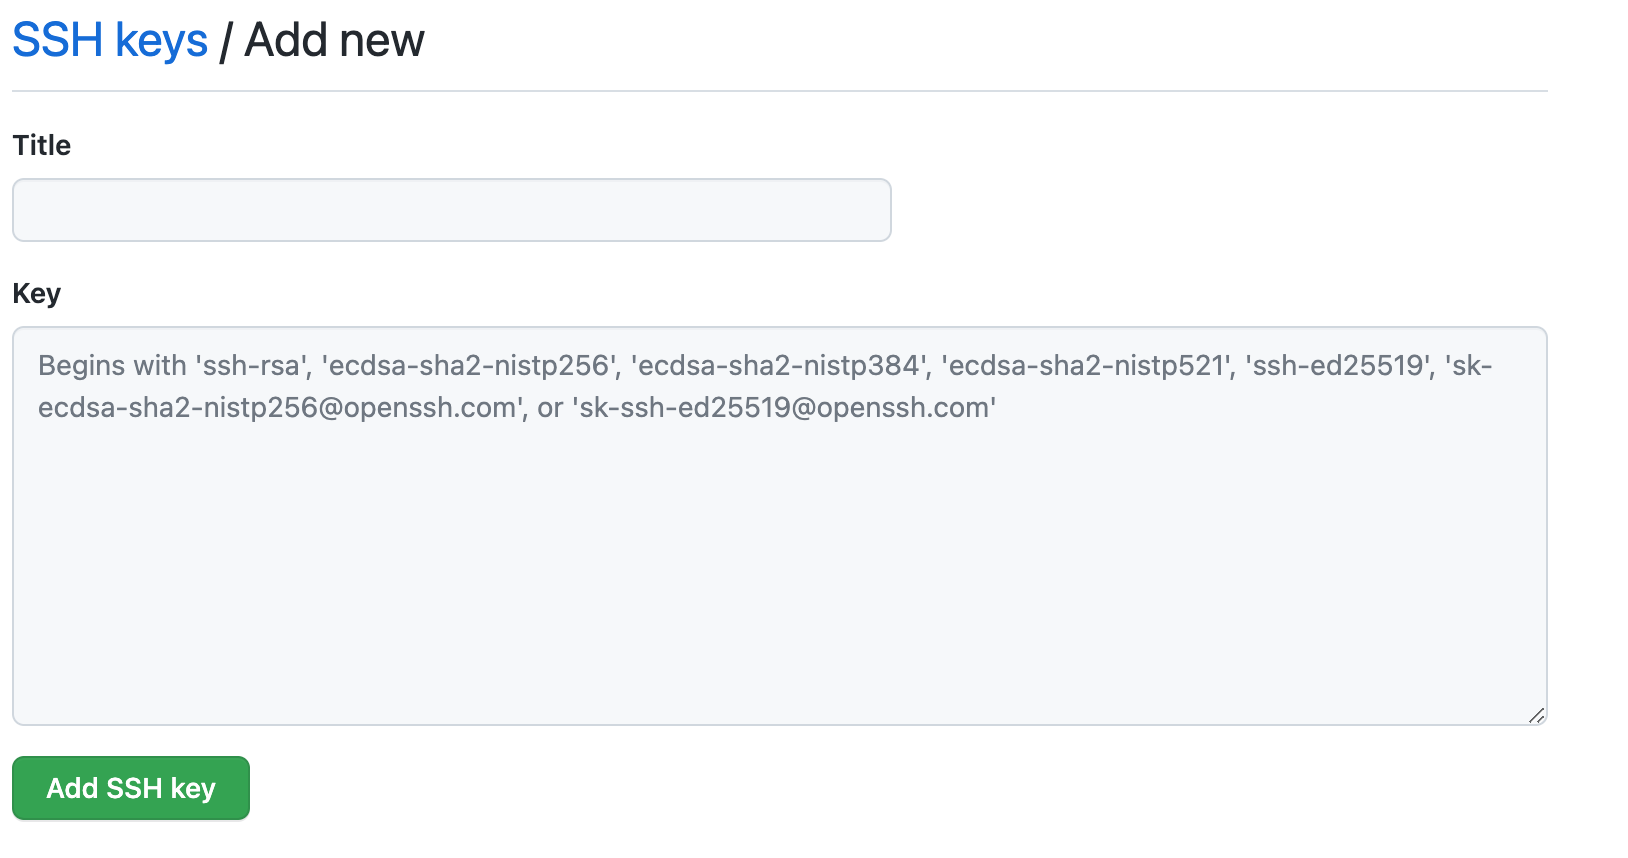 SSH keys / Add new
Title
Key
Begins with 'ssh-rsa', 'ecdsa-sha2-nistp256', 'ecdsa-sha2-nistp384', 'ecdsa-sha2-nistp521', 'ssh-ed25519', 'sk-
ecdsa-sha2-nistp256@openssh.com', or 'sk-ssh-ed25519@openssh.com'
Add SSH key